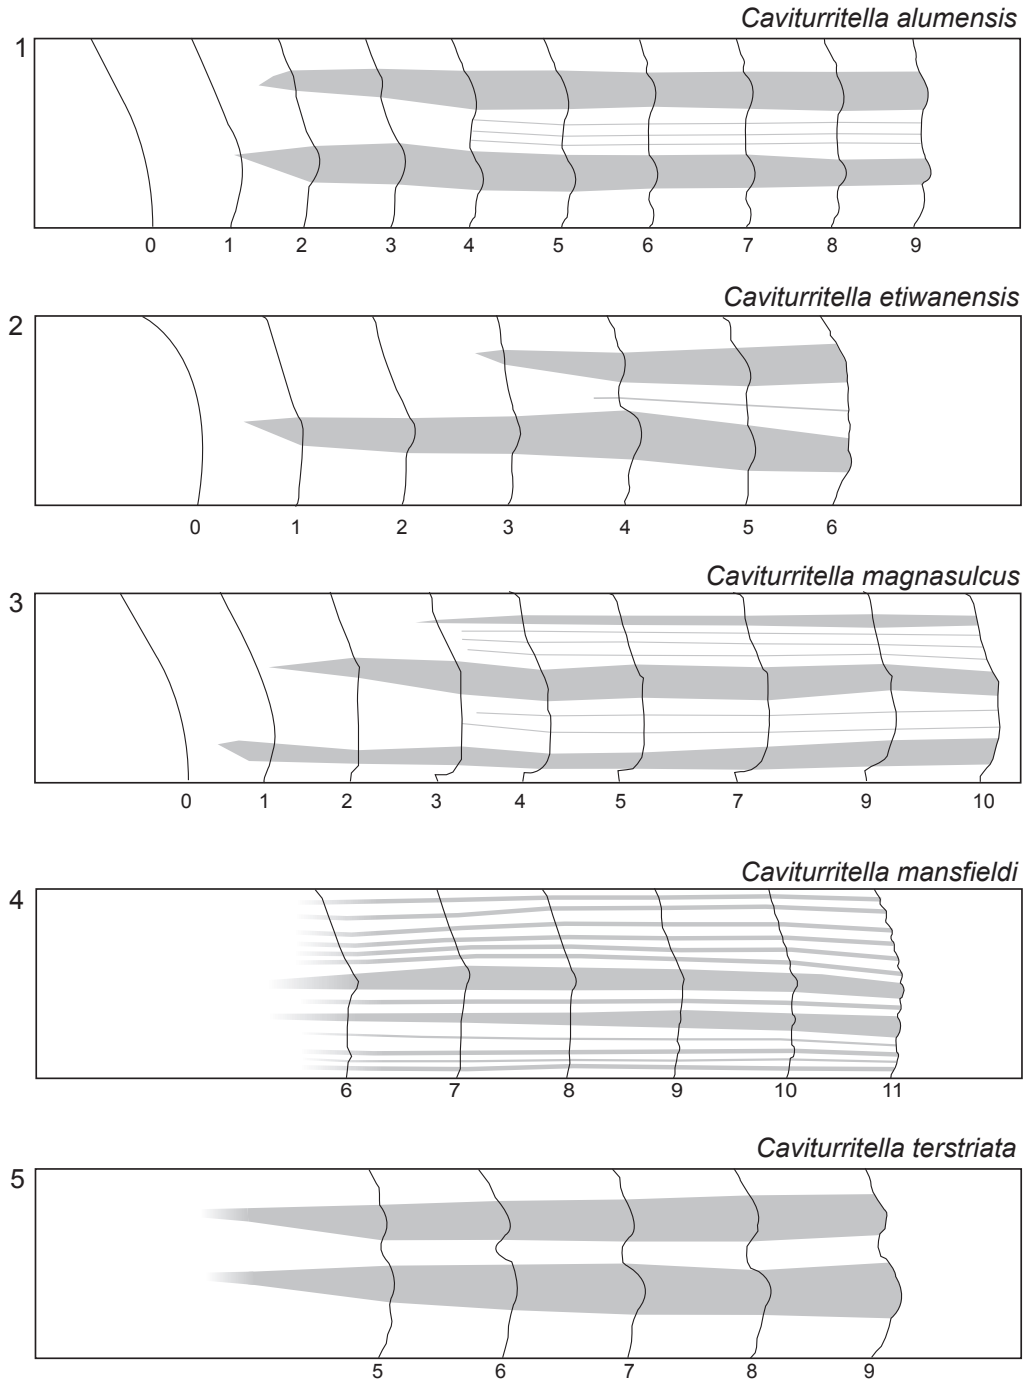 Caviturritella alumensis
1
0 1 2 3 4 5 6 7 8 9
Caviturritella etiwanensis
2
0 1 2 3 4 5 6
Caviturritella magnasulcus
3
0 1 2 3 4 5 7 9 10
Caviturritella mansfieldi
4
6 7 8 9 10 11
Caviturritella terstriata
5
5 6 7 8 9